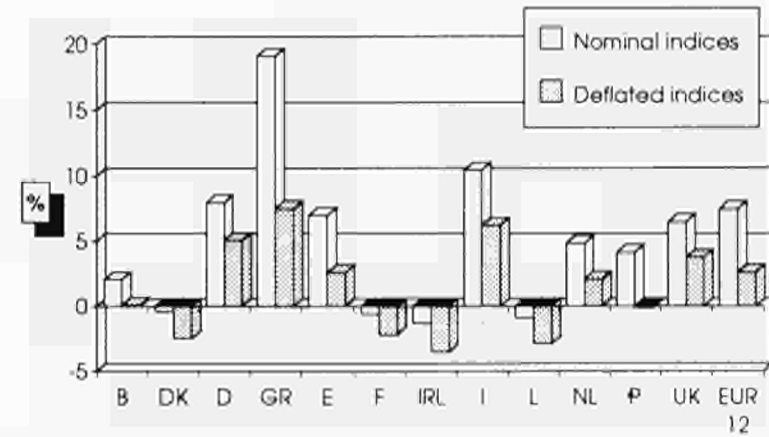 Nominal indices
Deflated indices
20
15
10
%
5
0
-5
B DK D GR E F IRL I L NL P UK EUR
12